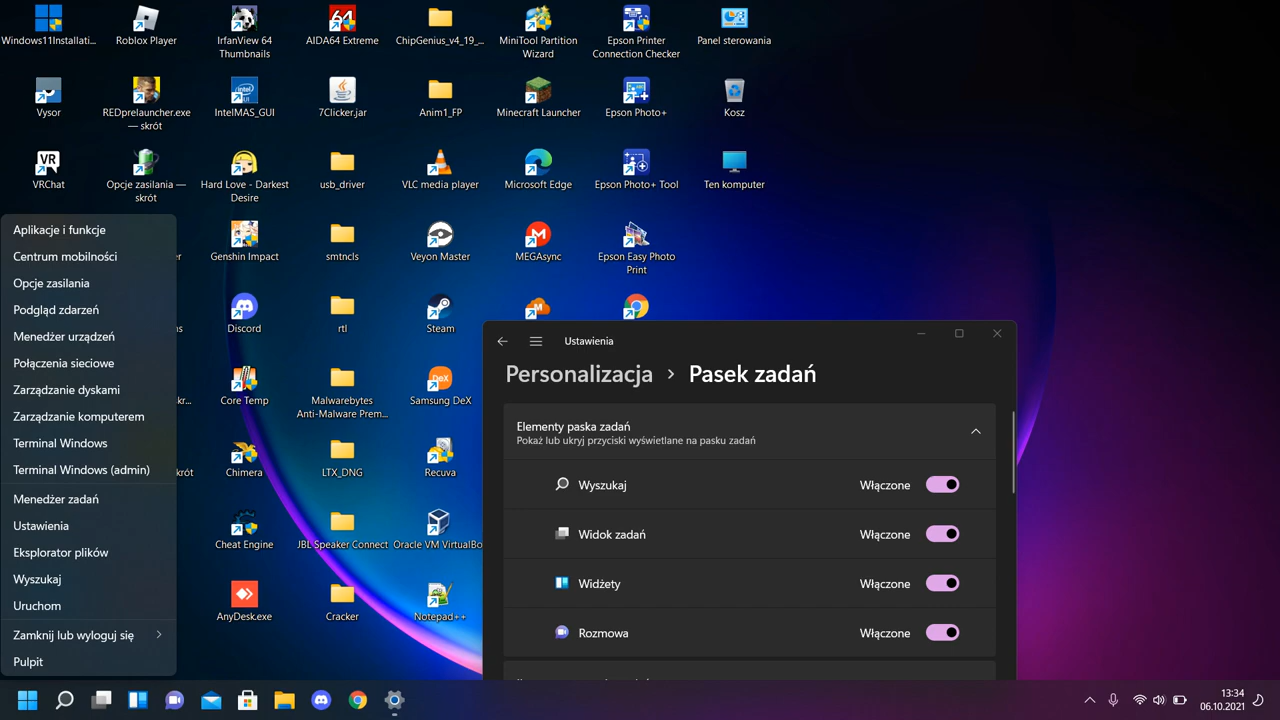 Windows11Installati...
Roblox Player
IrfanView 64
Thumbnails
AIDA64 Extreme
ChipGenius_v4_19_...
MiniTool Partition
Wizard
Epson Printer
Connection Checker
Panel sterowania
Vysor
REDprelauncher.exe
— skrót
IntelMAS_GUI
7Clicker.jar
Anim1_FP
Minecraft Launcher
Epson Photo+
Kosz
VR
VRChat
Opcje zasilania —
skrót
Hard Love - Darkest
Desire
usb_driver
VLC media player
Microsoft Edge
Epson Photo+ Tool
Ten komputer
Genshin Impact
smtncls
Veyon Master
MEGAsync
Epson Easy Photo
Print
Discord
rtl
Steam
Core Temp
Malwarebytes
Anti-Malware Prem...
Samsung DeX
Chimera
LTX_DNG
Recuva
Cheat Engine
JBL Speaker Connect
Oracle VM VirtualBo
AnyDesk.exe
Cracker
Notepad++
Aplikacje i funkcje
Centrum mobilności
Opcje zasilania
Podgląd zdarzeń
Menedżer urządzeń
Połączenia sieciowe
Zarządzanie dyskami
Zarządzanie komputerem
Terminal Windows
Terminal Windows (admin)
Menedżer zadań
Ustawienia
Eksplorator plików
Wyszukaj
Uruchom
Zamknij lub wyloguj się
Pulpit
Ustawienia
Personalizacja > Pasek zadań
Elementy paska zadań
Pokaż lub ukryj przyciski wyświetlane na pasku zadań
Wyszukaj Włączone
Widok zadań Włączone
Widżety Włączone
Rozmowa Włączone
13:34
06.10.2021